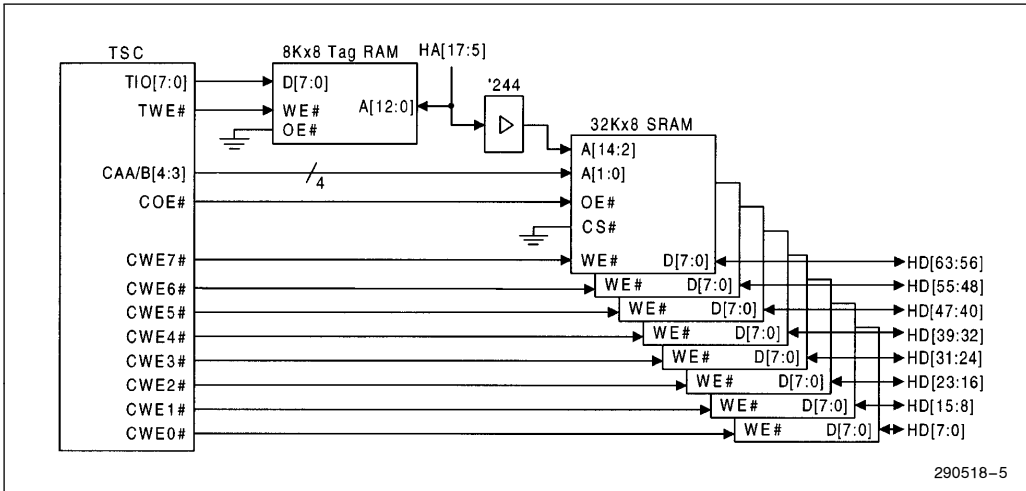 TSC
8Kx8 Tag RAM
HA[17:5]
TIO[7:0]
D[7:0]
'244
TWE#
WE#
A[12:0]
OE#
32Kx8 SRAM
A[14:2]
CAA/B[4:3]
4
A[1:0]
COE#
OE#
CS#
CWE7#
WE#
D[7:0]
HD[63:56]
CWE6#
WE#
D[7:0]
HD[55:48]
CWE5#
WE#
D[7:0]
HD[47:40]
CWE4#
WE#
D[7:0]
HD[39:32]
CWE3#
WE#
D[7:0]
HD[31:24]
CWE2#
WE#
D[7:0]
HD[23:16]
CWE1#
WE#
D[7:0]
HD[15:8]
CWE0#
WE#
D[7:0]
HD[7:0]
290518–5